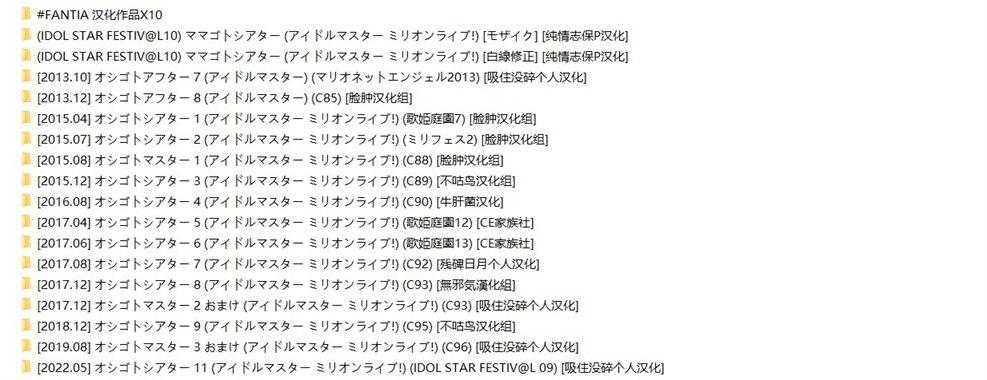 #FANTIA 汉化作品X10
(IDOL STAR FESTIV@L10) ママゴトシアター (アイドルマスター ミリオンライブ!) [モザイク] [纯情志保P汉化]
(IDOL STAR FESTIV@L10) ママゴトシアター (アイドルマスター ミリオンライブ!) [白線修正] [纯情志保P汉化]
[2013.10] オシゴトアフター 7 (アイドルマスター) (マリオネットエンジェル2013) [吸住没碎个人汉化]
[2013.12] オシゴトアフター 8 (アイドルマスター) (C85) [脸肿汉化组]
[2015.04] オシゴトシアター 1 (アイドルマスター ミリオンライブ!) (歌姫庭園7) [脸肿汉化组]
[2015.07] オシゴトシアター 2 (アイドルマスター ミリオンライブ!) (ミリフェス2) [脸肿汉化组]
[2015.08] オシゴトマスター 1 (アイドルマスター ミリオンライブ!) (C88) [脸肿汉化组]
[2015.12] オシゴトシアター 3 (アイドルマスター ミリオンライブ!) (C89) [不咕鸟汉化组]
[2016.08] オシゴトシアター 4 (アイドルマスター ミリオンライブ!) (C90) [牛肝菌汉化]
[2017.04] オシゴトシアター 5 (アイドルマスター ミリオンライブ!) (歌姫庭園12) [CE家族社]
[2017.06] オシゴトシアター 6 (アイドルマスター ミリオンライブ!) (歌姫庭園13) [CE家族社]
[2017.08] オシゴトシアター 7 (アイドルマスター ミリオンライブ!) (C92) [残碑日月个人汉化]
[2017.12] オシゴトシアター 8 (アイドルマスター ミリオンライブ!) (C93) [無邪気漢化組]
[2017.12] オシゴトマスター 2 おまけ (アイドルマスター ミリオンライブ!) (C93) [吸住没碎个人汉化]
[2018.12] オシゴトシアター 9 (アイドルマスター ミリオンライブ!) (C95) [不咕鸟汉化组]
[2019.08] オシゴトマスター 3 おまけ (アイドルマスター ミリオンライブ!) (C96) [吸住没碎个人汉化]
[2022.05] オシゴトシアター 11 (アイドルマスター ミリオンライブ!) (IDOL STAR FESTIV@L 09) [吸住没碎个人汉化]